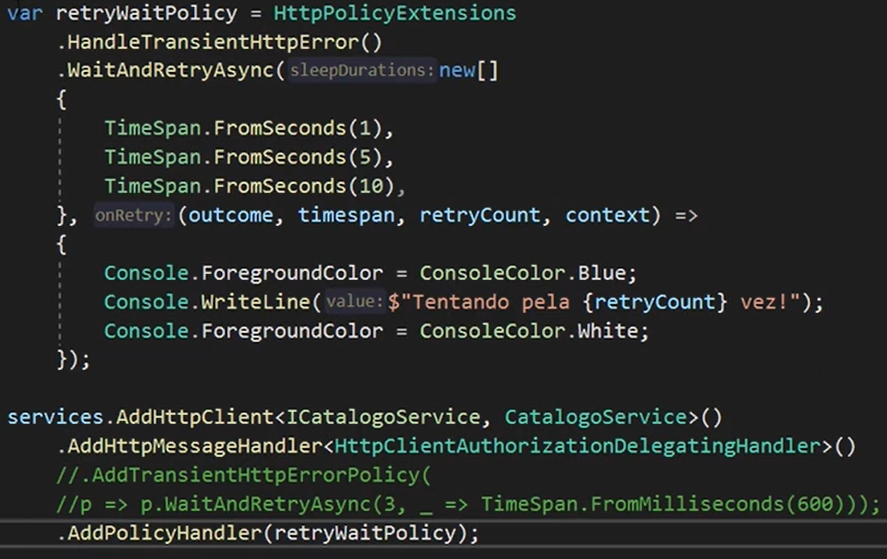 var retryWaitPolicy = HttpPolicyExtensions
.HandleTransientHttpError()
.WaitAndRetryAsync(sleepDurations:new[]
{
TimeSpan.FromSeconds(1),
TimeSpan.FromSeconds(5),
TimeSpan.FromSeconds(10),
}, onRetry:(outcome, timespan, retryCount, context) =>
{
Console.ForegroundColor = ConsoleColor.Blue;
Console.WriteLine(value:$"Tentando pela {retryCount} vez!");
Console.ForegroundColor = ConsoleColor.White;
});
services.AddHttpClient<ICatalogoService, CatalogoService>()
.AddHttpMessageHandler<HttpClientAuthorizationDelegatingHandler>()
//.AddTransientHttpErrorPolicy(
//p => p.WaitAndRetryAsync(3, _ => TimeSpan.FromMilliseconds(600)));
.AddPolicyHandler(retryWaitPolicy);